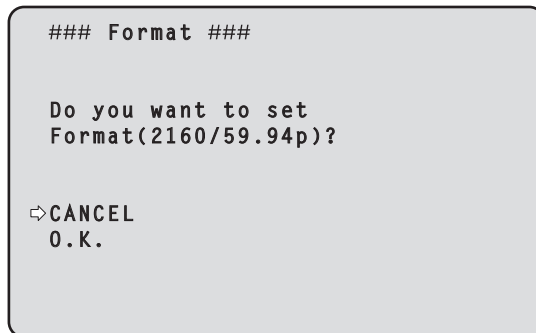 ### Format ###
Do you want to set
Format(2160/59.94p)?
⇨CANCEL
O.K.